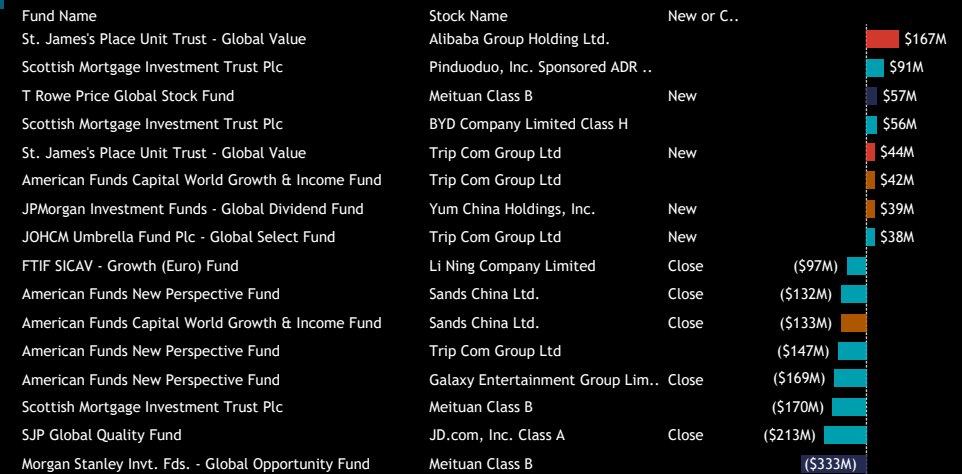 Fund Name Stock Name New or C..
St. James's Place Unit Trust - Global Value Alibaba Group Holding Ltd. $167M
Scottish Mortgage Investment Trust Plc Pinduoduo, Inc. Sponsored ADR .. $91M
T Rowe Price Global Stock Fund Meituan Class B New $57M
Scottish Mortgage Investment Trust Plc BYD Company Limited Class H $56M
St. James's Place Unit Trust - Global Value Trip Com Group Ltd New $44M
American Funds Capital World Growth & Income Fund Trip Com Group Ltd $42M
JPMorgan Investment Funds - Global Dividend Fund Yum China Holdings, Inc. New $39M
JOHCM Umbrella Fund Plc - Global Select Fund Trip Com Group Ltd New $38M
FTIF SICAV - Growth (Euro) Fund Li Ning Company Limited Close ($97M)
American Funds New Perspective Fund Sands China Ltd. Close ($132M)
American Funds Capital World Growth & Income Fund Sands China Ltd. Close ($133M)
American Funds New Perspective Fund Trip Com Group Ltd ($147M)
American Funds New Perspective Fund Galaxy Entertainment Group Lim.. Close ($169M)
Scottish Mortgage Investment Trust Plc Meituan Class B ($170M)
SJP Global Quality Fund JD.com, Inc. Class A Close ($213M)
Morgan Stanley Invt. Fds. - Global Opportunity Fund Meituan Class B ($333M)